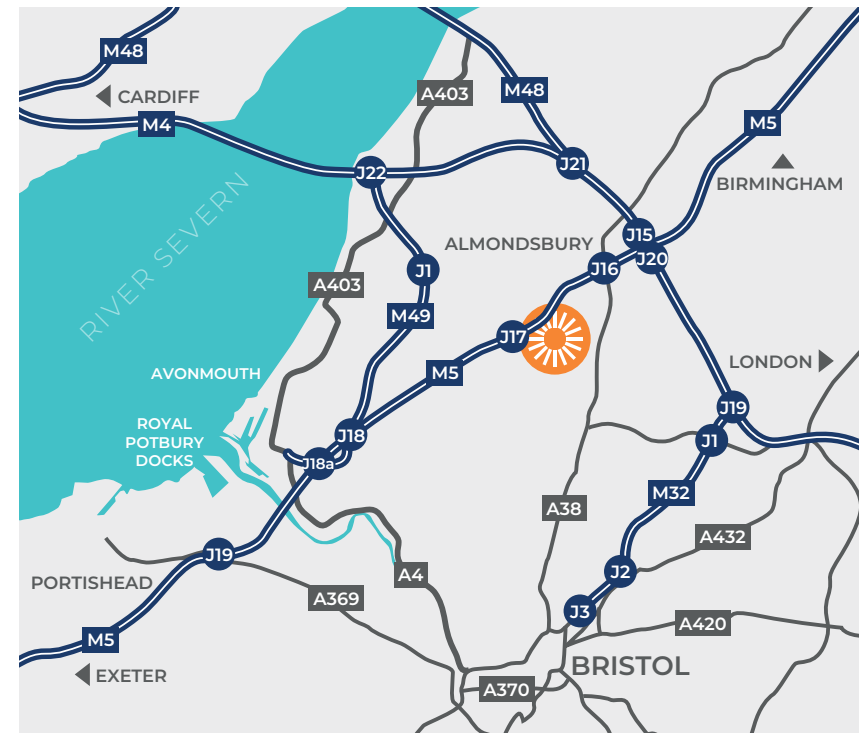 M48
CARDIFF
M4
A403
M48
M5
BIRMINGHAM
J22
J21
RIVER SEVERN
ALMONDSBURY
J15
J20
J16
J1
A403
M49
J17
M5
LONDON
AVONMOUTH
ROYAL
POTBURY
DOCKS
J18
J18a
J19
J1
M32
A38
A432
J19
PORTISHEAD
A369
A4
J2
J3
A420
M5
EXETER
BRISTOL
A370